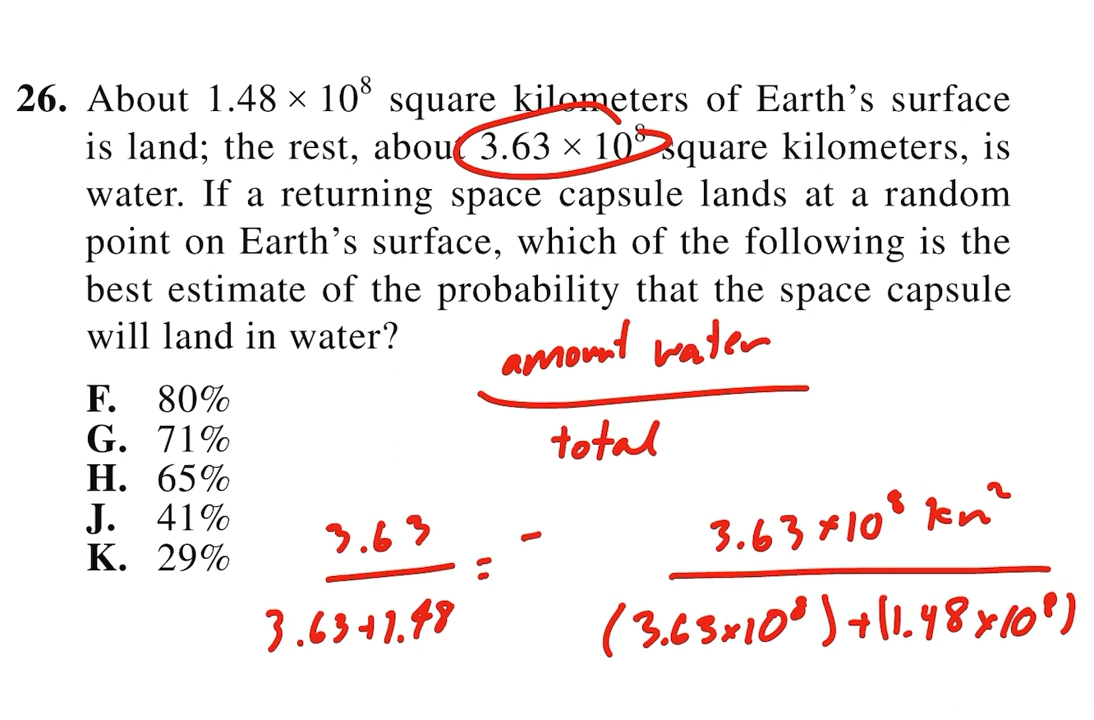 26. About 1.48 × 10⁸ square kilometers of Earth's surface
is land; the rest, about 3.63 × 10⁸ square kilometers, is
water. If a returning space capsule lands at a random
point on Earth's surface, which of the following is the
best estimate of the probability that the space capsule
will land in water?
amount water
total
F. 80%
G. 71%
H. 65%
J. 41%
K. 29%
3.63
3.63+1.48
= -
3.63×10⁸ km²
(3.63×10⁸)+(1.48×10⁸)